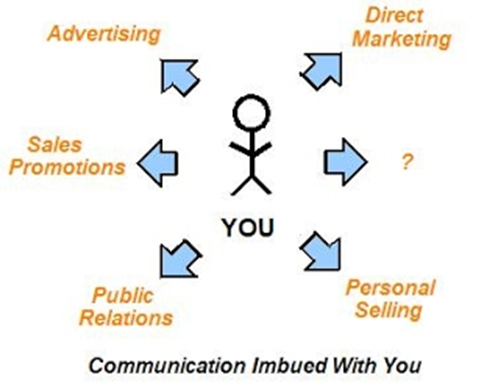 Advertising
Direct
Marketing
Sales
Promotions
?
YOU
Public
Relations
Personal
Selling
Communication Imbued With You